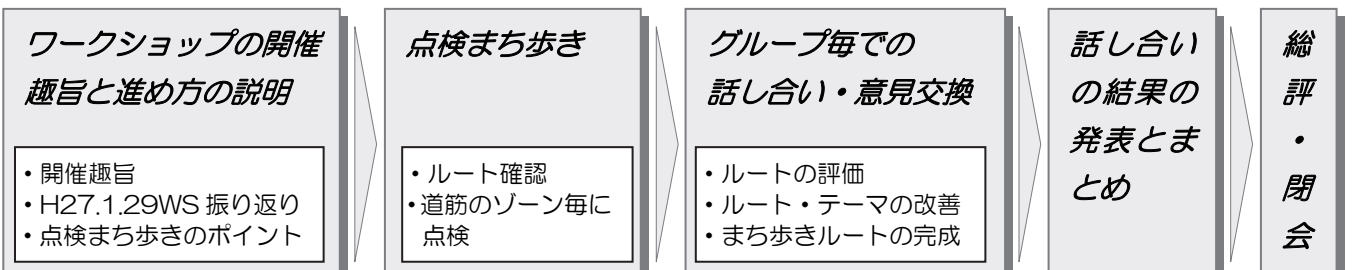 ワークショップの開催
趣旨と進め方の説明
・開催趣旨
・H27.1.29WS 振り返り
・点検まち歩きのポイント
点検まち歩き
・ルート確認
・道筋のゾーン毎に
点検
グループ毎での
話し合い・意見交換
・ルートの評価
・ルート・テーマの改善
・まち歩きルートの完成
話し合い
の結果の
発表とま
とめ
総評・閉会